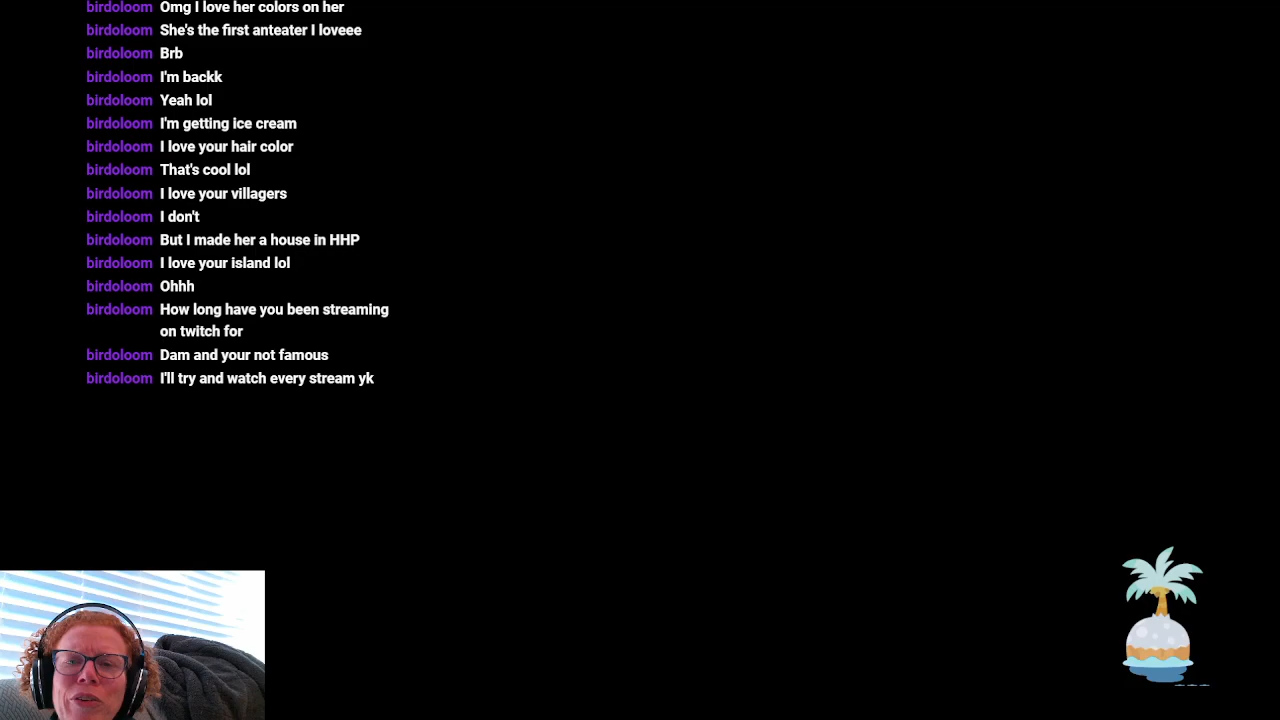 birdoloom Omg I love her colors on her
birdoloom She's the first anteater I loveee
birdoloom Brb
birdoloom I'm backk
birdoloom Yeah lol
birdoloom I'm getting ice cream
birdoloom I love your hair color
birdoloom That's cool lol
birdoloom I love your villagers
birdoloom I don't
birdoloom But I made her a house in HHP
birdoloom I love your island lol
birdoloom Ohhh
birdoloom How long have you been streaming
on twitch for
birdoloom Dam and your not famous
birdoloom I'll try and watch every stream yk